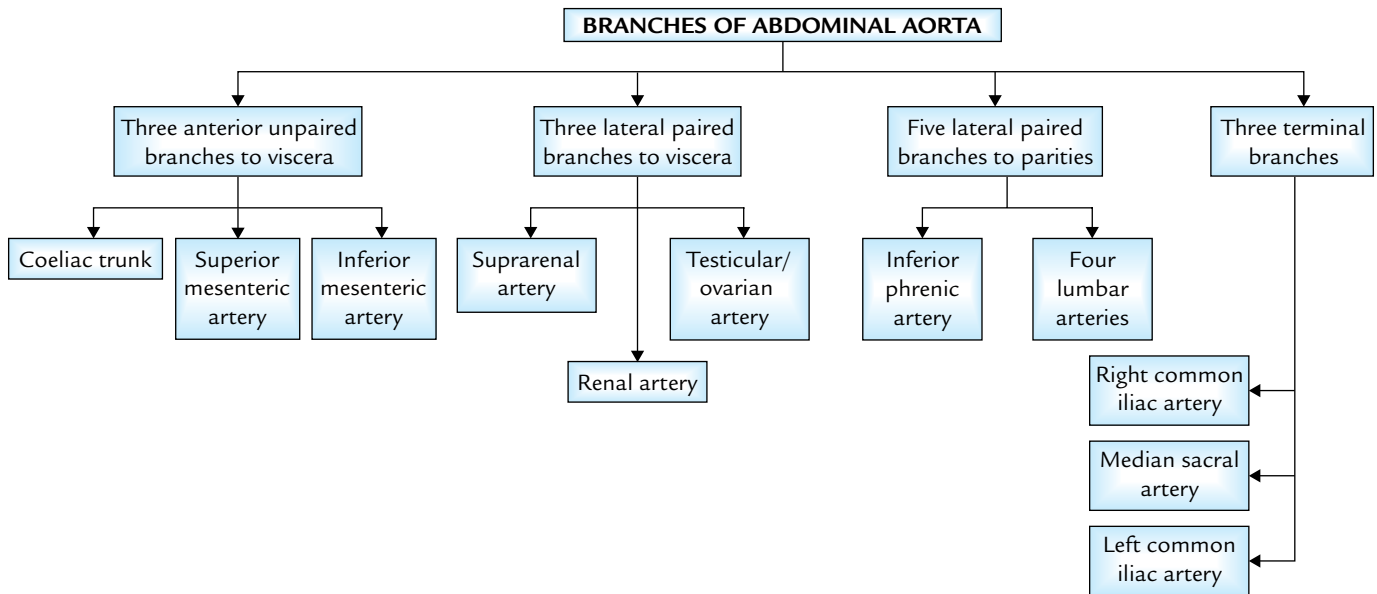 BRANCHES OF ABDOMINAL AORTA
Three anterior unpaired
branches to viscera
Three lateral paired
branches to viscera
Five lateral paired
branches to parities
Three terminal
branches
Coeliac trunk
Superior
mesenteric
artery
Inferior
mesenteric
artery
Suprarenal
artery
Testicular/
ovarian
artery
Inferior
phrenic
artery
Four
lumbar
arteries
Renal artery
Right common
iliac artery
Median sacral
artery
Left common
iliac artery